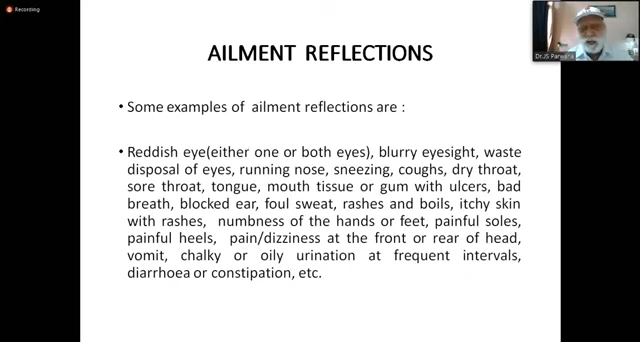 Recording
AILMENT REFLECTIONS
Dr.JS Parwana
• Some examples of ailment reflections are :
• Reddish eye(either one or both eyes), blurry eyesight, waste
disposal of eyes, running nose, sneezing, coughs, dry throat,
sore throat, tongue, mouth tissue or gum with ulcers, bad
breath, blocked ear, foul sweat, rashes and boils, itchy skin
with rashes, numbness of the hands or feet, painful soles,
painful heels, pain/dizziness at the front or rear of head,
vomit, chalky or oily urination at frequent intervals,
diarrhoea or constipation, etc.